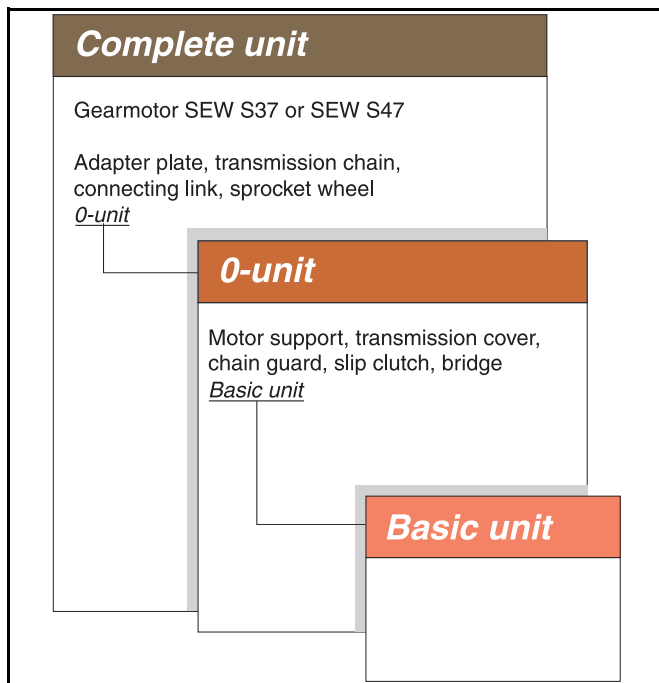 Complete unit
Gearmotor SEW S37 or SEW S47
Adapter plate, transmission chain,
connecting link, sprocket wheel
0-unit
0-unit
Motor support, transmission cover,
chain guard, slip clutch, bridge
Basic unit
Basic unit